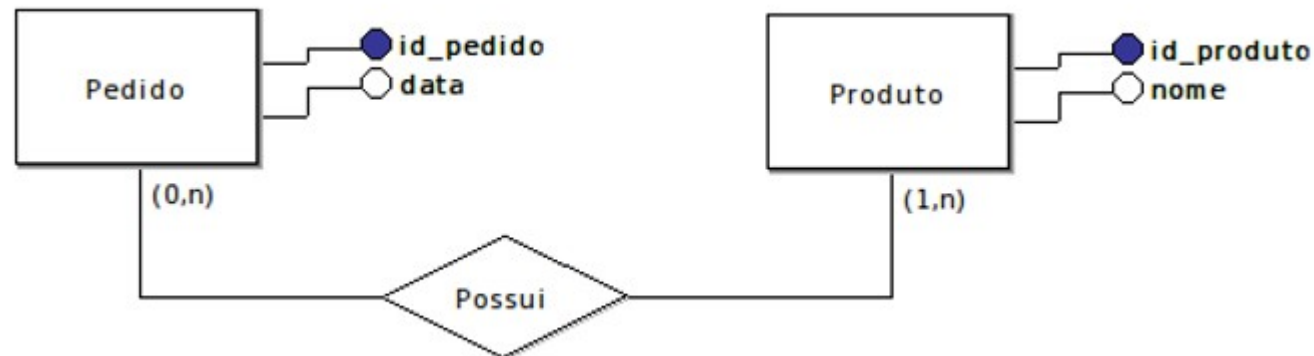 Pedido
id_pedido
data
(0,n)
Produto
id_produto
nome
(1,n)
Possui